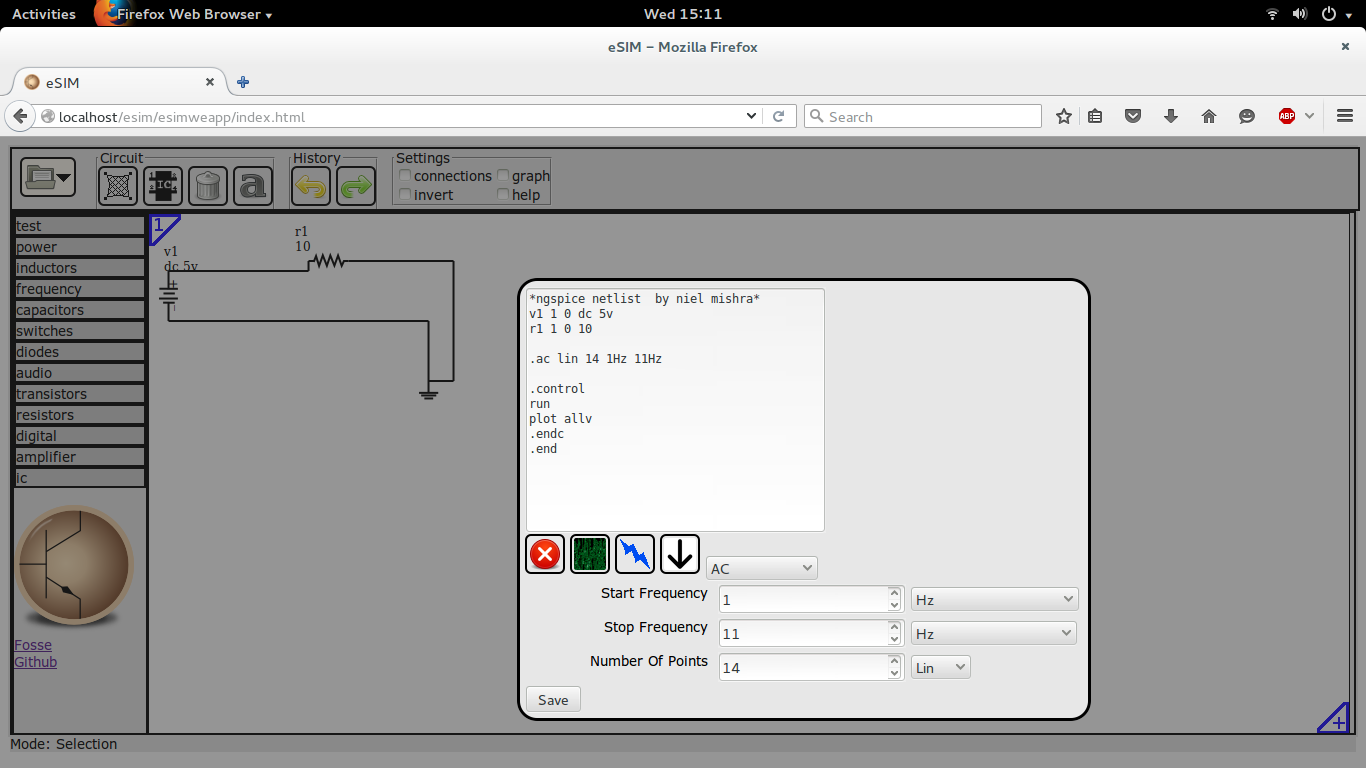 Activities Firefox Web Browser Wed 15:11
eSIM – Mozilla Firefox
eSIM
localhost/esim/esimweapp/index.html Search ABP
Circuit History Settings
IC a connections graph
invert help
test
power
inductors
frequency
capacitors
switches
diodes
audio
transistors
resistors
digital
amplifier
ic
Fosse
Github
1
r1
10
v1
dc 5v
*ngspice netlist  by niel mishra*
v1 1 0 dc 5v
r1 1 0 10
.ac lin 14 1Hz 11Hz
.control
run
plot allv
.endc
.end
AC
Start Frequency 1 Hz
Stop Frequency 11 Hz
Number Of Points 14 Lin
Save
Mode: Selection